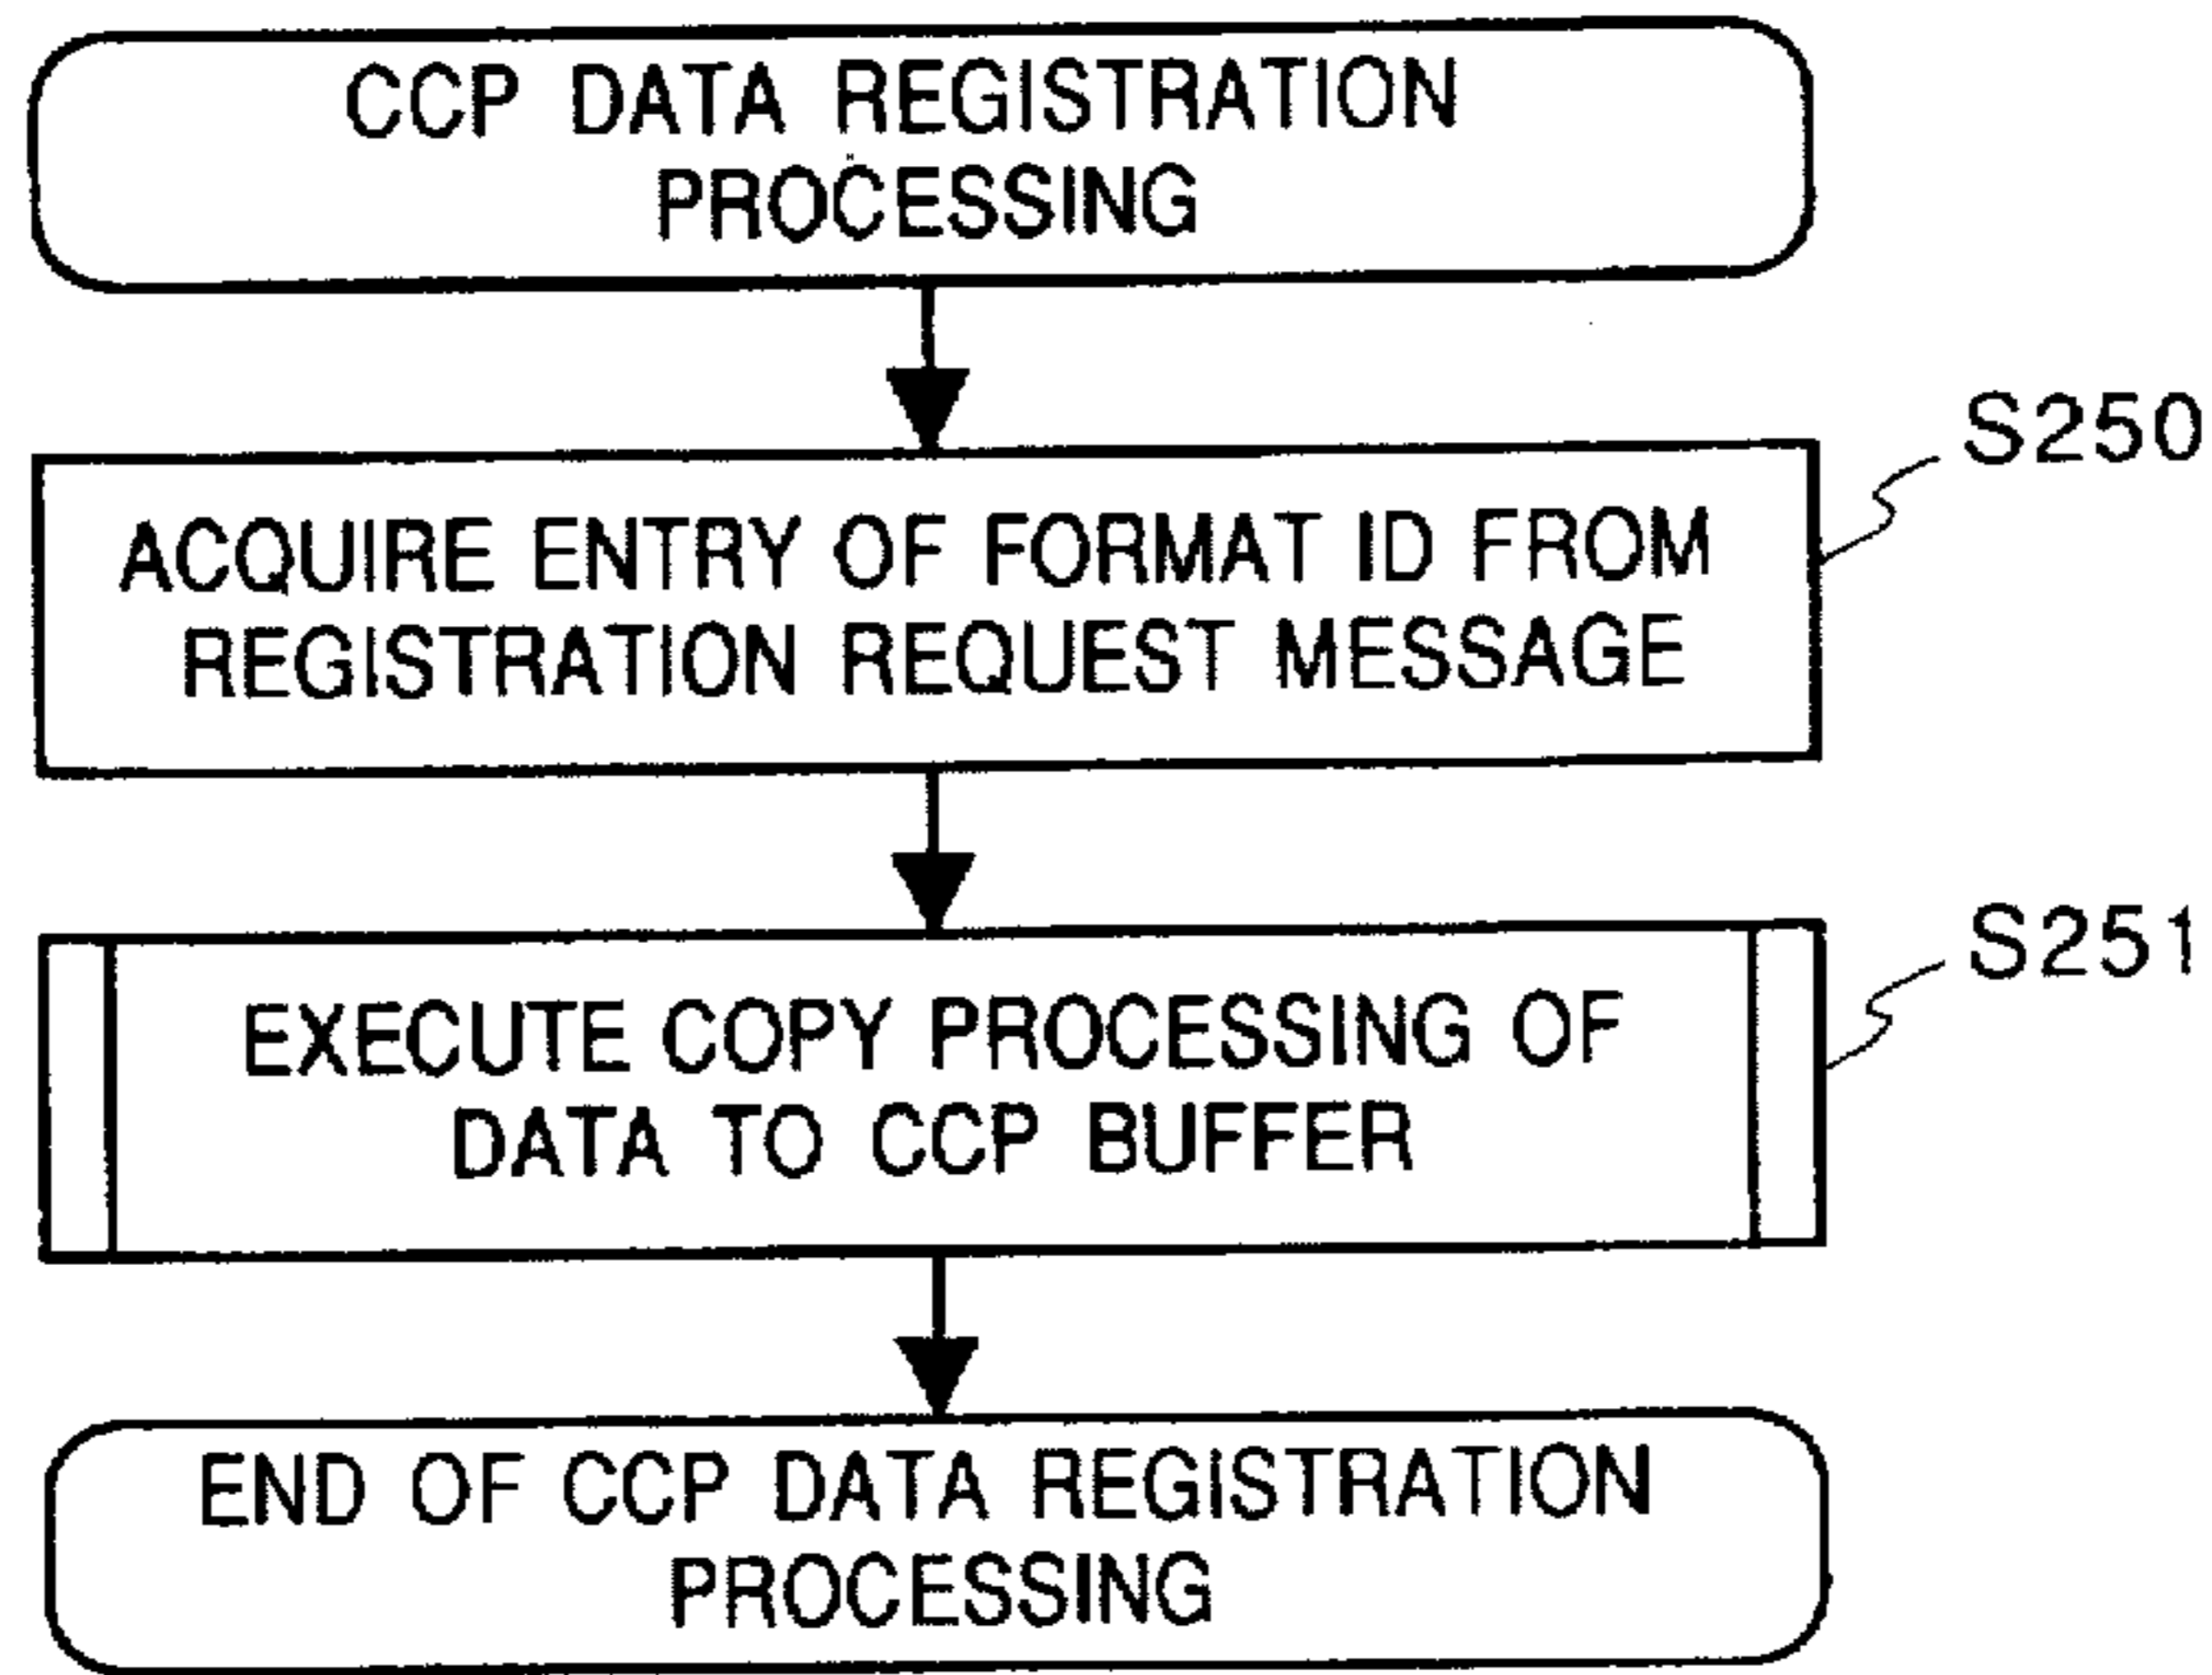 CCP DATA REGISTRATION
PROCESSING
S250
ACQUIRE ENTRY OF FORMAT ID FROM
REGISTRATION REQUEST MESSAGE
S251
EXECUTE COPY PROCESSING OF
DATA TO CCP BUFFER
END OF CCP DATA REGISTRATION
PROCESSING